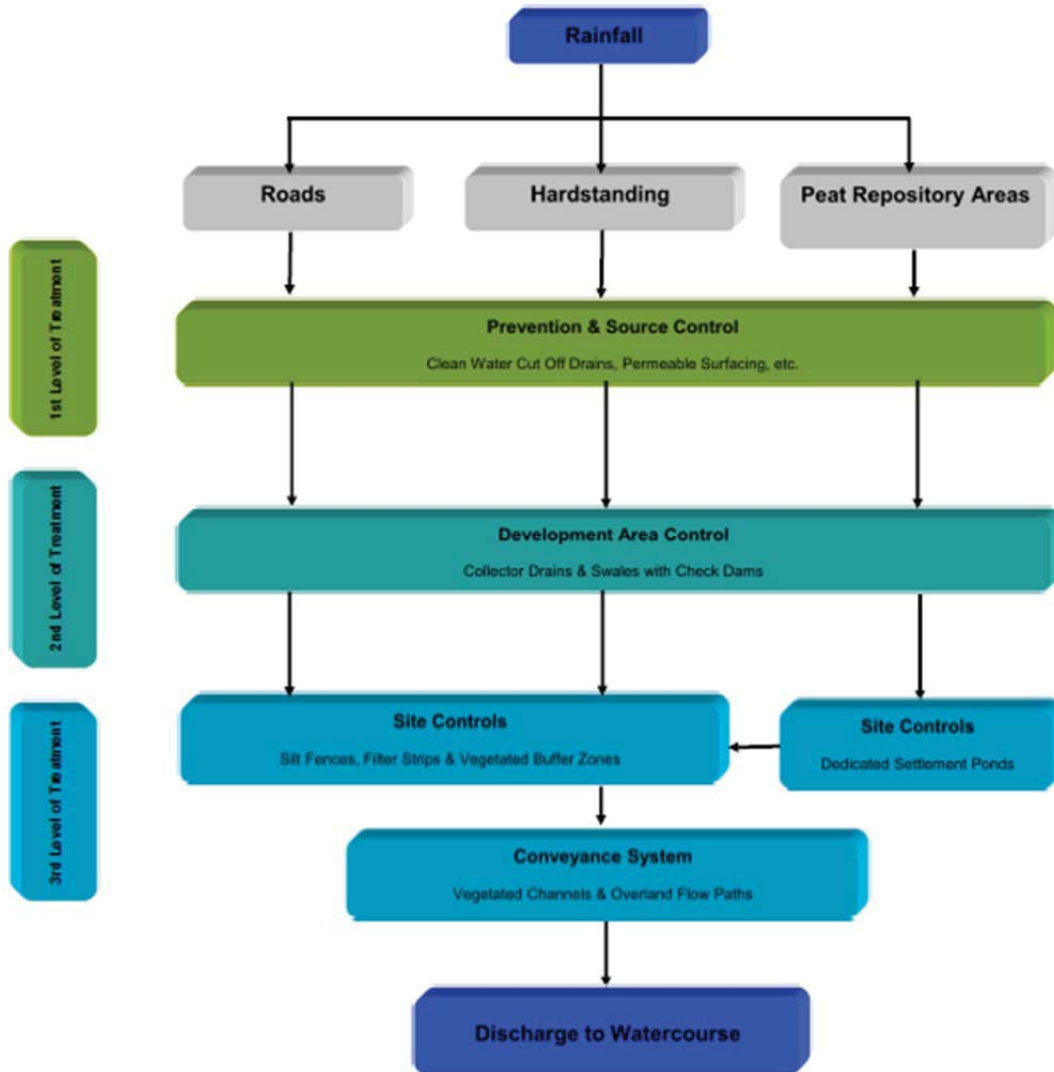 Rainfall
Roads
Hardstanding
Peat Repository Areas
1st Level of Treatment
Prevention & Source Control
Clean Water Cut Off Drains, Permeable Surfacing, etc.
2nd Level of Treatment
Development Area Control
Collector Drains & Swales with Check Dams
3rd Level of Treatment
Site Controls
Silt Fences, Filter Strips & Vegetated Buffer Zones
Site Controls
Dedicated Settlement Ponds
Conveyance System
Vegetated Channels & Overland Flow Paths
Discharge to Watercourse